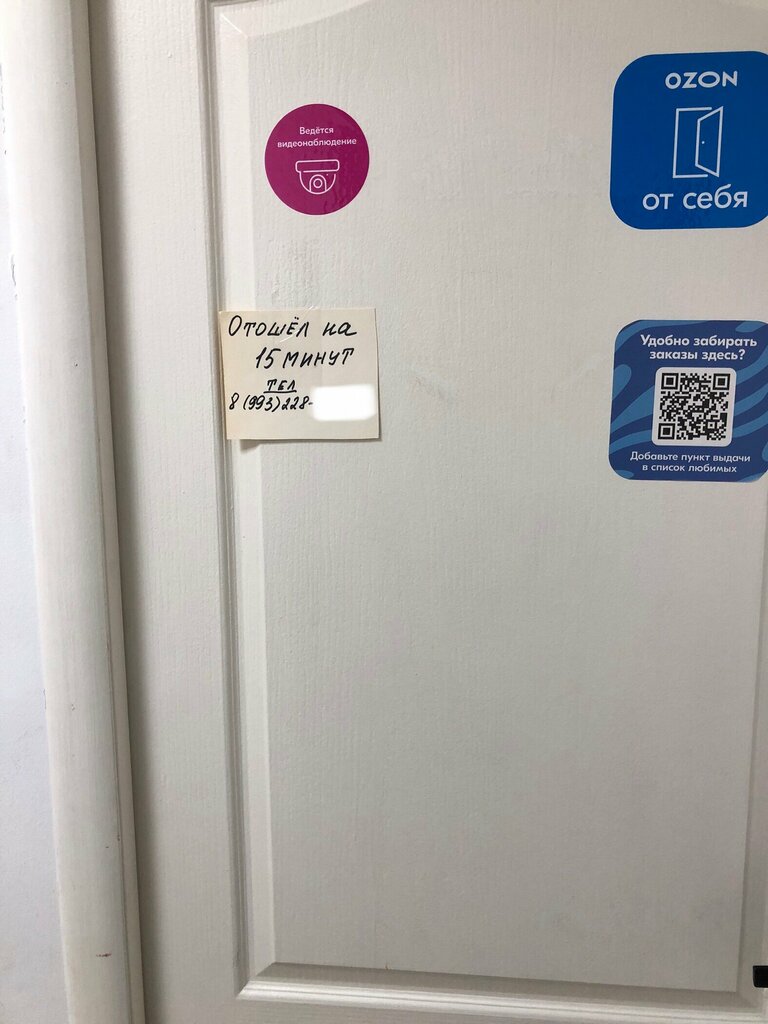 Ведётся
видеонаблюдение
OZON
от себя
Отошёл на
15 минут
тел
8 (993) 228-
Удобно забирать
заказы здесь?
Добавьте пункт выдачи
в список любимых